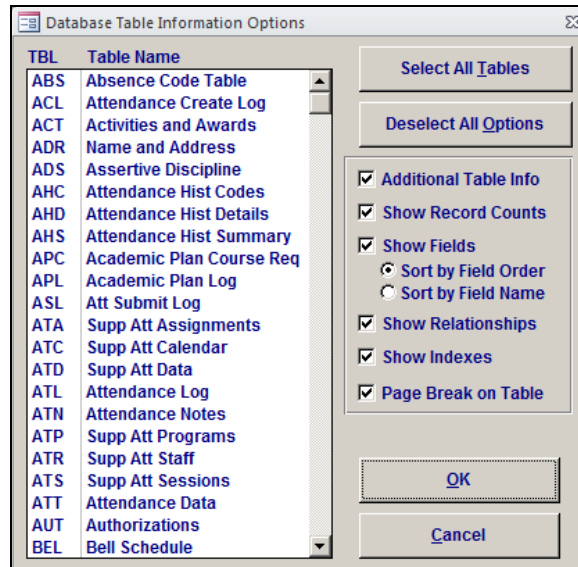 Database Table Information Options
TBL Table Name
ABS Absence Code Table
ACL Attendance Create Log
ACT Activities and Awards
ADR Name and Address
ADS Assertive Discipline
AHC Attendance Hist Codes
AHD Attendance Hist Details
AHS Attendance Hist Summary
APC Academic Plan Course Req
APL Academic Plan Log
ASL Att Submit Log
ATA Supp Att Assignments
ATC Supp Att Calendar
ATD Supp Att Data
ATL Attendance Log
ATN Attendance Notes
ATP Supp Att Programs
ATR Supp Att Staff
ATS Supp Att Sessions
ATT Attendance Data
AUT Authorizations
BEL Bell Schedule
Select All Tables
Deselect All Options
Additional Table Info
Show Record Counts
Show Fields
Sort by Field Order
Sort by Field Name
Show Relationships
Show Indexes
Page Break on Table
OK
Cancel